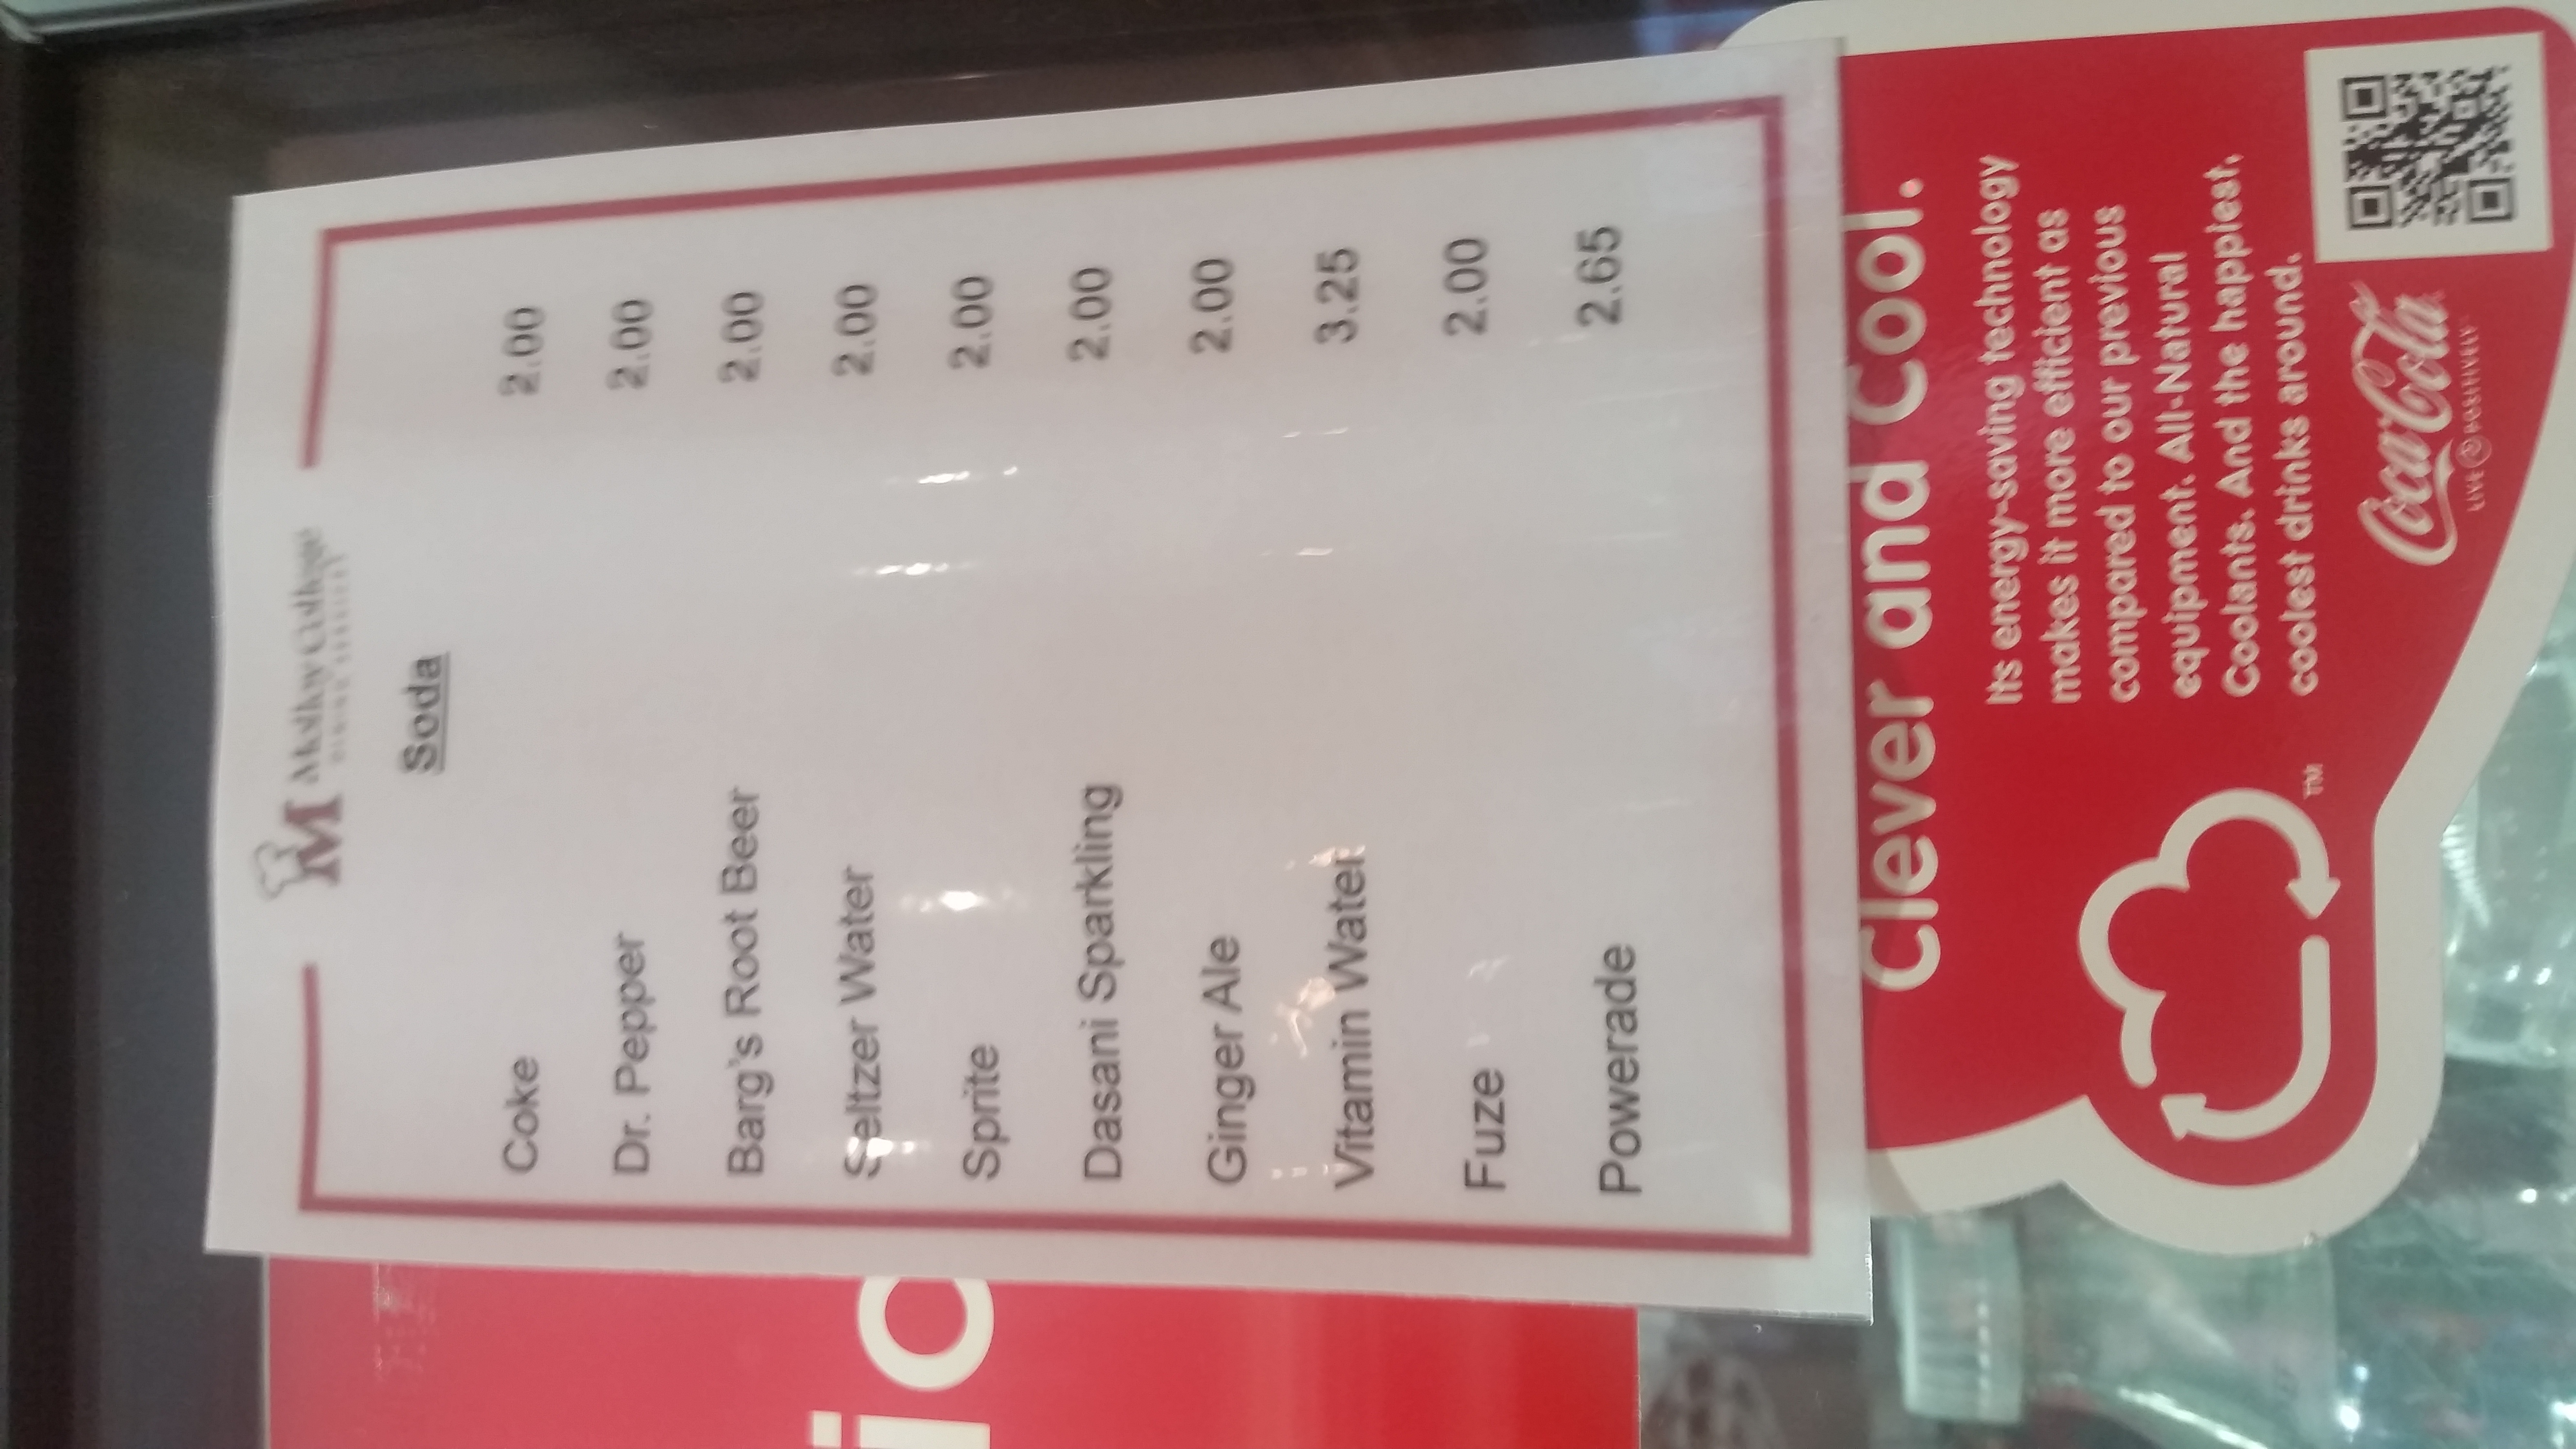 M Molloy College
DINING SERVICES
Soda
Coke 2.00
Dr. Pepper 2.00
Barg's Root Beer 2.00
Seltzer Water 2.00
Sprite 2.00
Dasani Sparkling 2.00
Ginger Ale 2.00
Vitamin Water 3.25
Fuze 2.00
Powerade 2.65
ic
Clever and Cool.
Its energy-saving technology
makes it more efficient as
compared to our previous
equipment. All-Natural
Coolants. And the happiest,
coolest drinks around.
TM
Coca-Cola
LIVE POSITIVELY